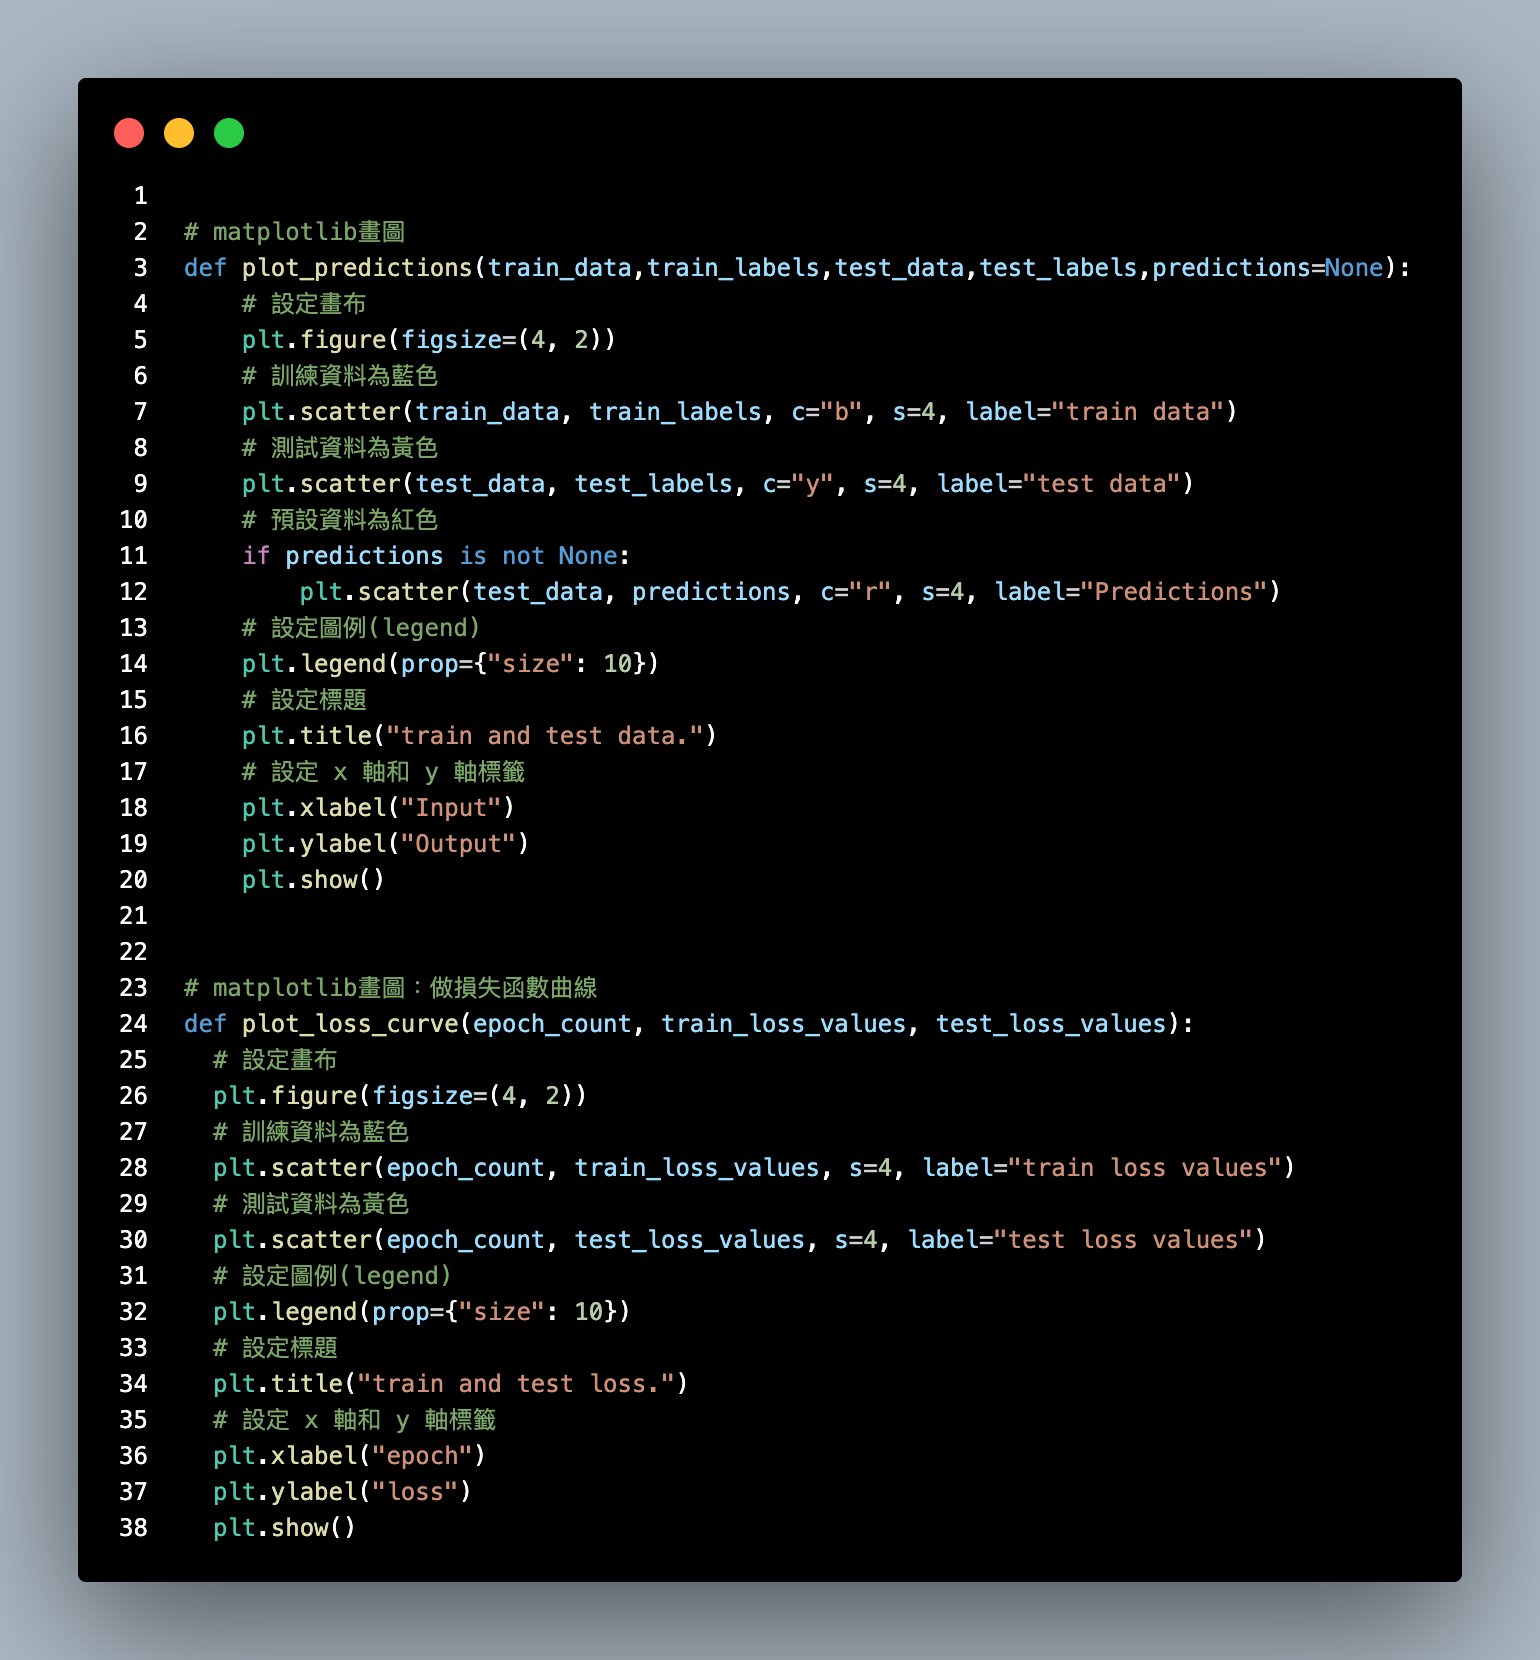 1
2 # matplotlib畫圖
3 def plot_predictions(train_data,train_labels,test_data,test_labels,predictions=None):
4     # 設定畫布
5     plt.figure(figsize=(4, 2))
6     # 訓練資料為藍色
7     plt.scatter(train_data, train_labels, c="b", s=4, label="train data")
8     # 測試資料為黃色
9     plt.scatter(test_data, test_labels, c="y", s=4, label="test data")
10     # 預設資料為紅色
11     if predictions is not None:
12         plt.scatter(test_data, predictions, c="r", s=4, label="Predictions")
13     # 設定圖例(legend)
14     plt.legend(prop={"size": 10})
15     # 設定標題
16     plt.title("train and test data.")
17     # 設定 x 軸和 y 軸標籤
18     plt.xlabel("Input")
19     plt.ylabel("Output")
20     plt.show()
21
22
23 # matplotlib畫圖：做損失函數曲線
24 def plot_loss_curve(epoch_count, train_loss_values, test_loss_values):
25   # 設定畫布
26   plt.figure(figsize=(4, 2))
27   # 訓練資料為藍色
28   plt.scatter(epoch_count, train_loss_values, s=4, label="train loss values")
29   # 測試資料為黃色
30   plt.scatter(epoch_count, test_loss_values, s=4, label="test loss values")
31   # 設定圖例(legend)
32   plt.legend(prop={"size": 10})
33   # 設定標題
34   plt.title("train and test loss.")
35   # 設定 x 軸和 y 軸標籤
36   plt.xlabel("epoch")
37   plt.ylabel("loss")
38   plt.show()